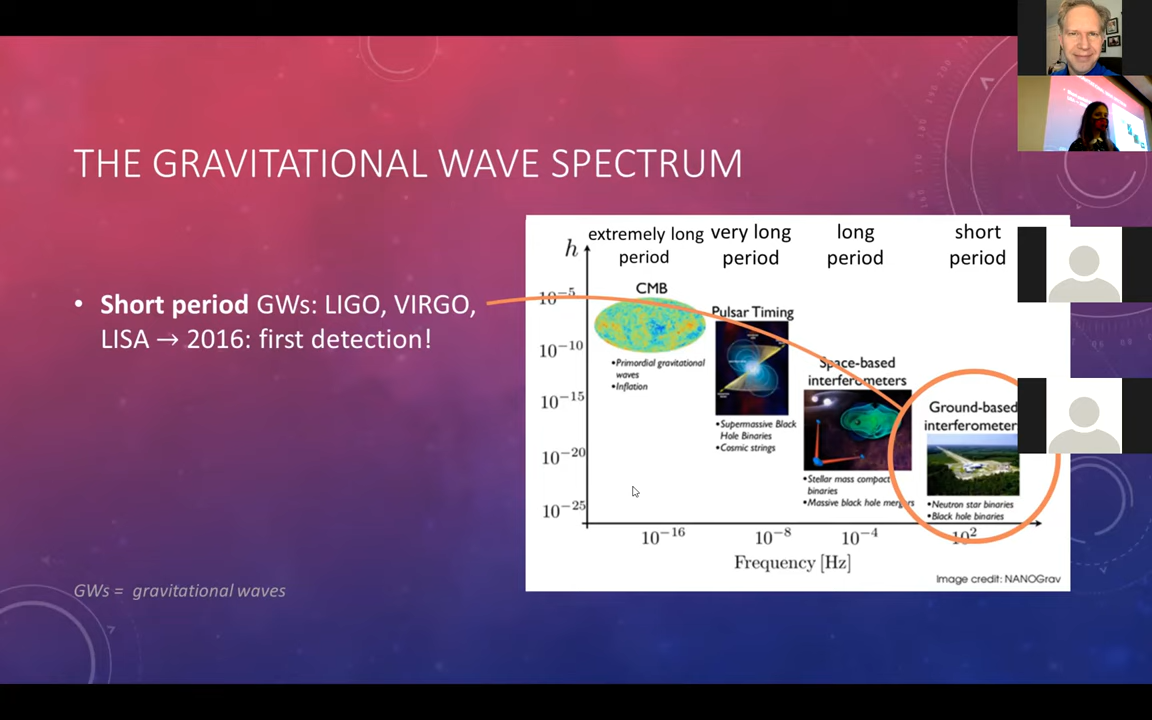 THE GRAVITATIONAL WAVE SPECTRUM
• Short period GWs: LIGO, VIRGO,
LISA → 2016: first detection!
GWs = gravitational waves
extremely long
period
very long
period
long
period
short
period
h
10⁻⁵
10⁻¹⁰
10⁻¹⁵
10⁻²⁰
10⁻²⁵
CMB
•Primordial gravitational
waves
•Inflation
Pulsar Timing
•Supermassive Black
Hole Binaries
•Cosmic strings
Space-based
interferometers
•Stellar mass compact
binaries
•Massive black hole mergers
Ground-based
interferometer
•Neutron star binaries
•Black hole binaries
10⁻¹⁶
10⁻⁸
10⁻⁴
10²
Frequency [Hz]
Image credit: NANOGrav